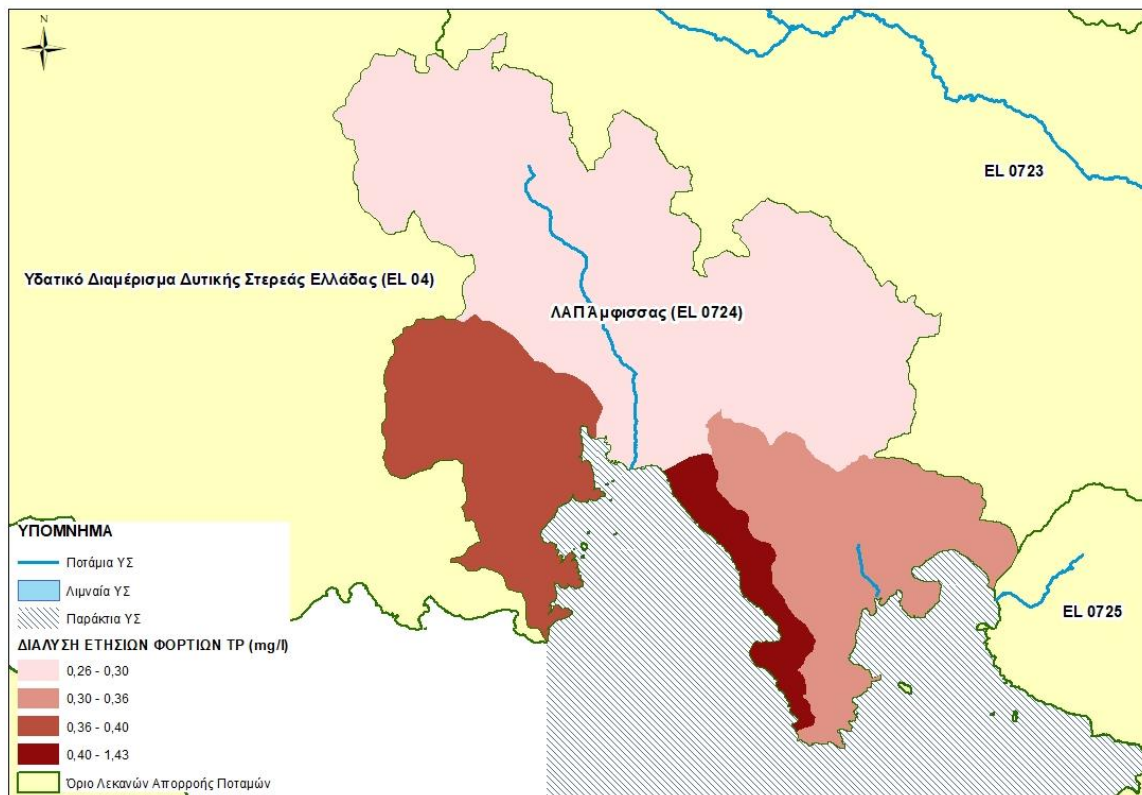 N
EL 0723
Υδατικό Διαμέρισμα Δυτικής Στερεάς Ελλάδας (EL 04)
ΛΑΠ Άμφισσας (EL 0724)
EL 0725
ΥΠΟΜΝΗΜΑ
Ποτάμια ΥΣ
Λιμναία ΥΣ
Παράκτια ΥΣ
ΔΙΑΛΥΣΗ ΕΤΗΣΙΩΝ ΦΟΡΤΙΩΝ TP (mg/l)
0,26 - 0,30
0,30 - 0,36
0,36 - 0,40
0,40 - 1,43
Όριο Λεκανών Απορροής Ποταμών